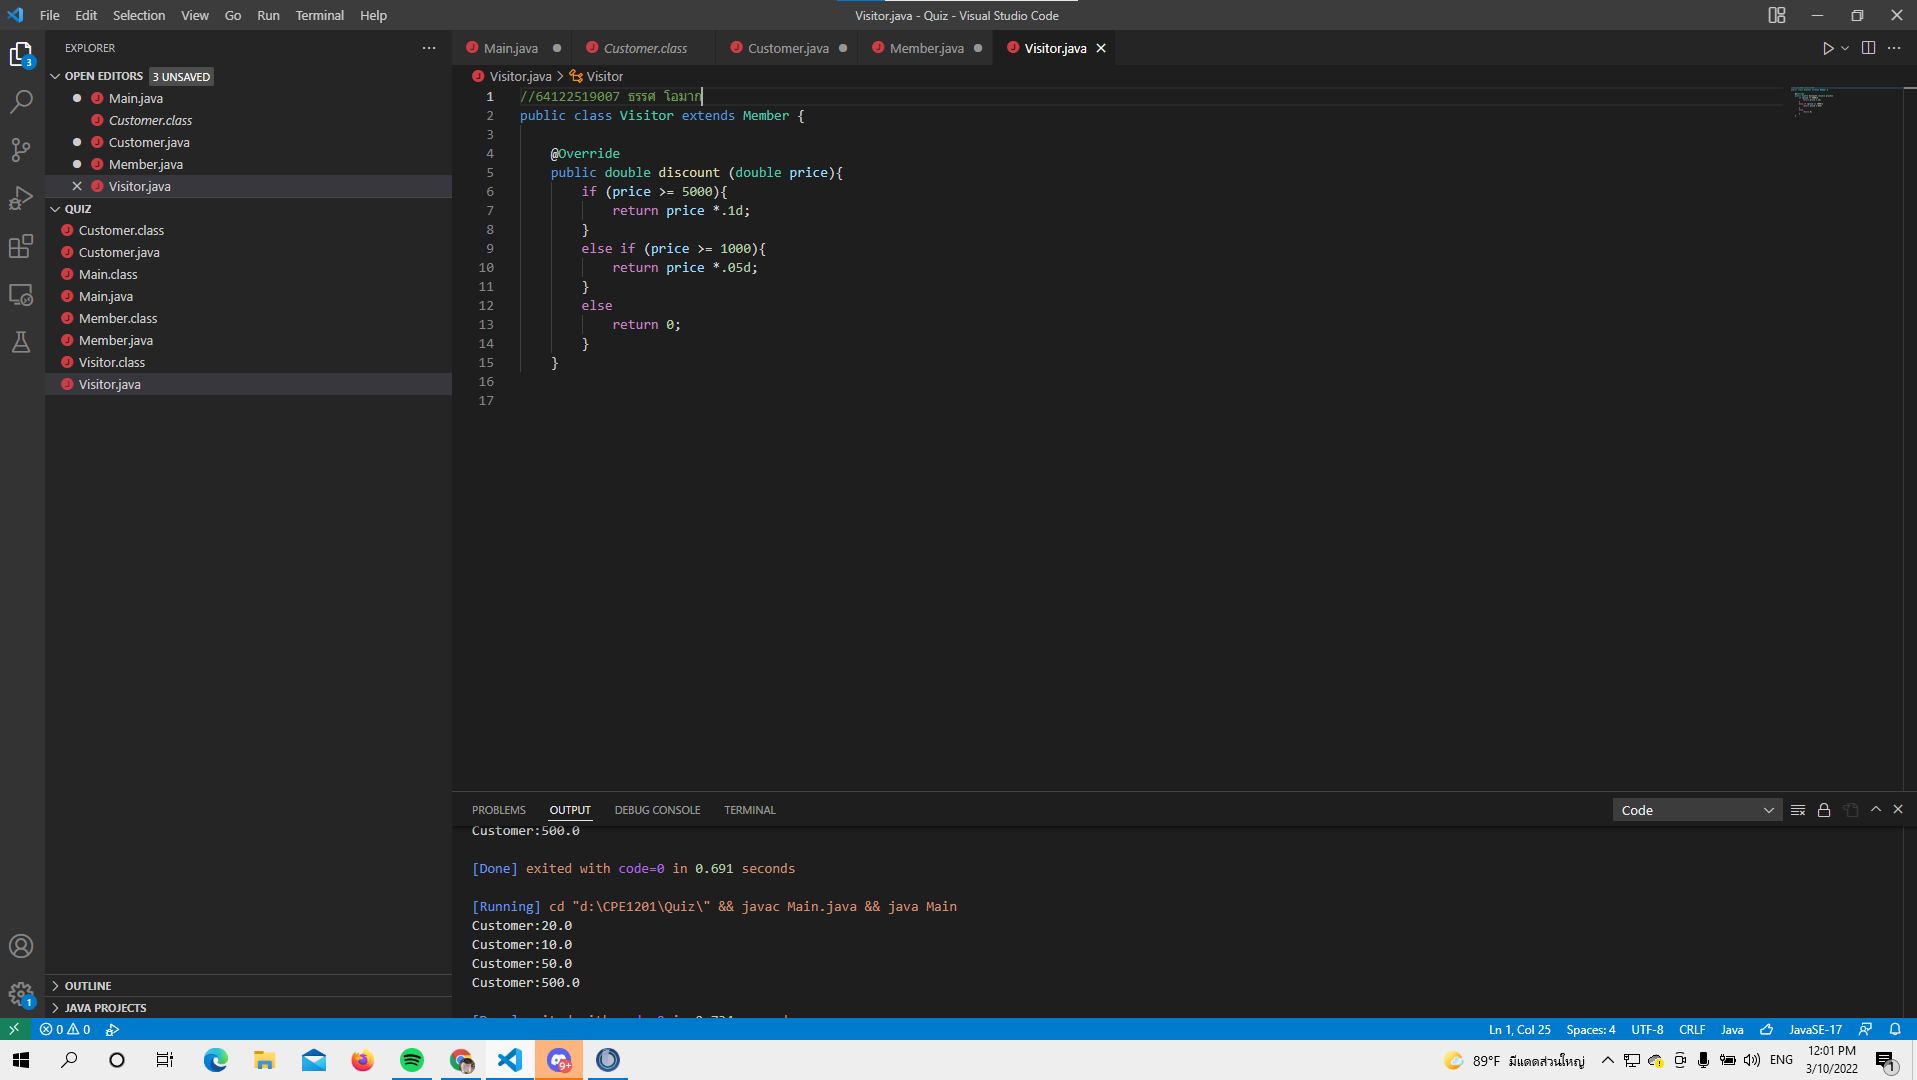 File Edit Selection View Go Run Terminal Help
Visitor.java - Quiz - Visual Studio Code
EXPLORER
OPEN EDITORS 3 UNSAVED
Main.java
Customer.class
Customer.java
Member.java
Visitor.java
QUIZ
Customer.class
Customer.java
Main.class
Main.java
Member.class
Member.java
Visitor.class
Visitor.java
OUTLINE
JAVA PROJECTS
3
1
Main.java Customer.class Customer.java Member.java Visitor.java
Visitor.java > Visitor
1 //64122519007 ธรรศ โอมาก
2 public class Visitor extends Member {
3
4 @Override
5 public double discount (double price){
6 if (price >= 5000){
7 return price *.1d;
8 }
9 else if (price >= 1000){
10 return price *.05d;
11 }
12 else
13 return 0;
14 }
15 }
16
17
PROBLEMS OUTPUT DEBUG CONSOLE TERMINAL
Code
Customer:500.0
[Done] exited with code=0 in 0.691 seconds
[Running] cd "d:\CPE1201\Quiz\" && javac Main.java && java Main
Customer:20.0
Customer:10.0
Customer:50.0
Customer:500.0
0 0
Ln 1, Col 25 Spaces: 4 UTF-8 CRLF Java JavaSE-17
9+
89°F มีแดดส่วนใหญ่
ENG
12:01 PM
3/10/2022
1